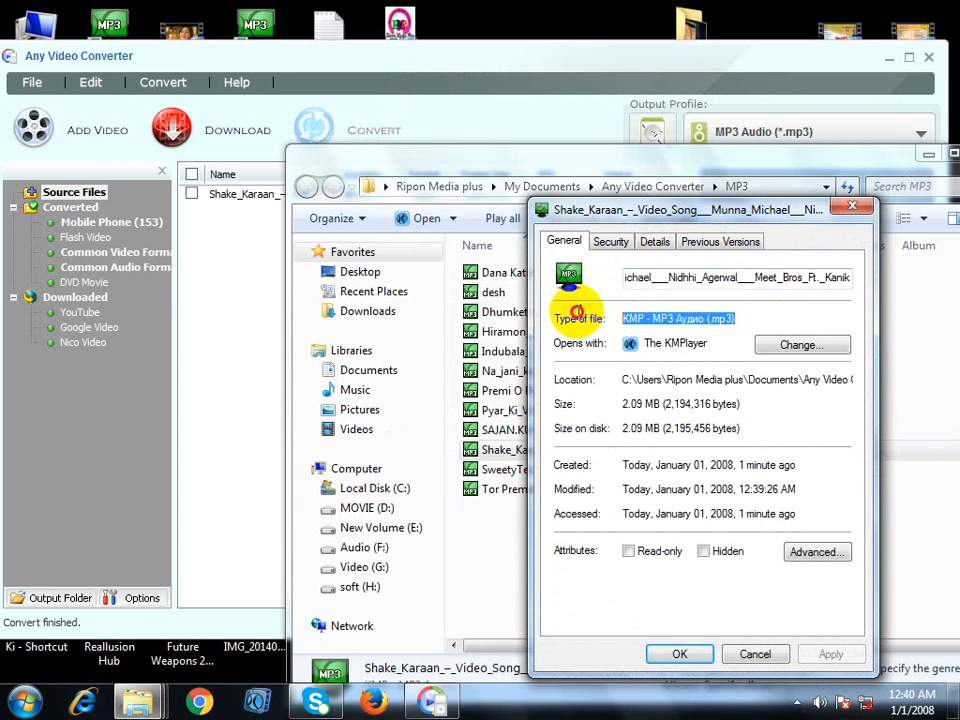 MP3
MP3
Any Video Converter
File Edit Convert Help
Output Profile:
ADD VIDEO DOWNLOAD CONVERT MP3 Audio (*.mp3)
Name
Shake_Karaan_–
Source Files
Converted
Mobile Phone (153)
Flash Video
Common Video Forma
Common Audio Forma
DVD Movie
Downloaded
YouTube
Google Video
Nico Video
Output Folder Options
Convert finished.
Ripon Media plus My Documents Any Video Converter MP3 Search MP3
Organize Open Play all
Name Album
Favorites
Desktop
Recent Places
Downloads
Libraries
Documents
Music
Pictures
Videos
Computer
Local Disk (C:)
MOVIE (D:)
New Volume (E:)
Audio (F:)
Video (G:)
soft (H:)
Network
Dana Kat
desh
Dhumket
Hiramon
Indubala_
Na_jani_k
Premi O
Pyar_Ki_V
SAJAN.KU
Shake_Ka
SweetyTe
Tor Prem
MP3
Shake_Karaan_–_Video_Song_
pecify the genre
Shake_Karaan_–_Video_Song___Munna_Michael___Ni...
General Security Details Previous Versions
MP3
ichael___Nidhhi_Agerwal___Meet_Bros_Ft._Kanik
Type of file: KMP - MP3 Аудио (.mp3)
Opens with: The KMPlayer Change...
Location: C:\Users\Ripon Media plus\Documents\Any Video C
Size: 2.09 MB (2,194,316 bytes)
Size on disk: 2.09 MB (2,195,456 bytes)
Created: Today, January 01, 2008, 1 minute ago
Modified: Today, January 01, 2008, 12:39:26 AM
Accessed: Today, January 01, 2008, 1 minute ago
Attributes: Read-only Hidden Advanced...
OK Cancel Apply
Ki - Shortcut
Reallusion Hub
Future Weapons 2...
IMG_20140...
12:40 AM
1/1/2008